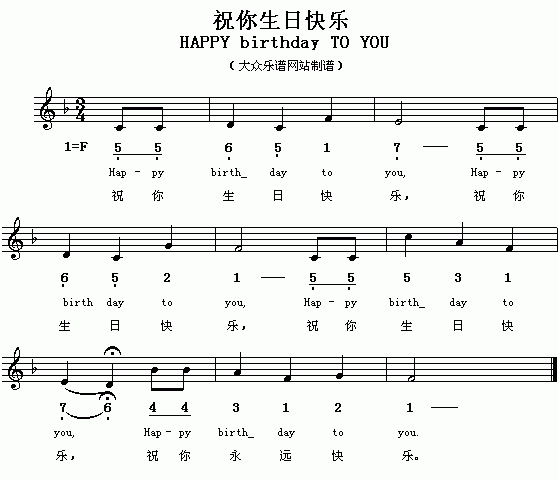 祝你生日快乐
HAPPY birthday TO YOU
（大众乐谱网站制谱）
3/4
1=F 5 5 6 5 1 7 — 5 5
Hap- py birth_ day to you, Hap- py
祝 你 生 日 快 乐， 祝 你
6 5 2 1 — 5 5 5 3 1
birth day to you, Hap- py birth_ day to
生 日 快 乐， 祝 你 生 日 快
7 6 4 4 3 1 2 1 —
you, Hap- py birth_ day to you.
乐， 祝 你 永 远 快 乐。